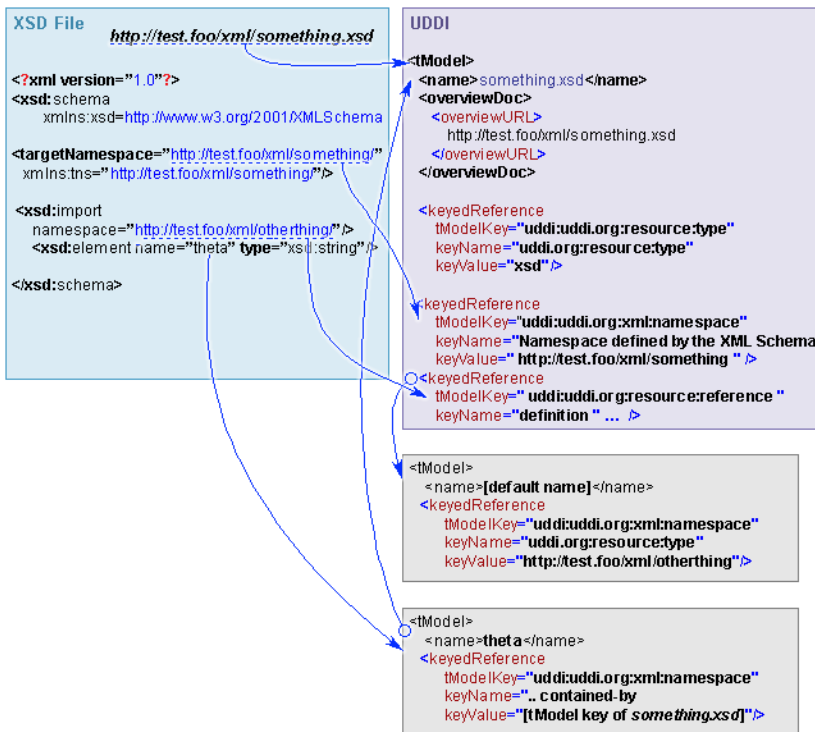 XSD File
http://test.foo/xml/something.xsd
<?xml version=”1.0”?>
<xsd:schema
xmlns:xsd=http://www.w3.org/2001/XMLSchema
<targetNamespace=”http://test.foo/xml/something/”
xmlns:tns=”http://test.foo/xml/something/”/>
<xsd:import
namespace=”http://test.foo/xml/otherthing/”/>
<xsd:element name=”theta” type=”xsd:string”/>
</xsd:schema>
UDDI
<tModel>
<name>something.xsd</name>
<overviewDoc>
<overviewURL>
http://test.foo/xml/something.xsd
</overviewURL>
</overviewDoc>
<keyedReference
tModelKey="uddi:uddi.org:resource:type"
keyName="uddi.org:resource:type"
keyValue="xsd"/>
<keyedReference
tModelKey="uddi:uddi.org:xml:namespace"
keyName="Namespace defined by the XML Schema
keyValue=" http://test.foo/xml/something " />
<keyedReference
tModelKey=" uddi:uddi.org:resource:reference "
keyName="definition " ... />
<tModel>
<name>[default name]</name>
<keyedReference
tModelKey="uddi:uddi.org:xml:namespace"
keyName="uddi.org:resource:type"
keyValue="http://test.foo/xml/otherthing"/>
<tModel>
<name>theta</name>
<keyedReference
tModelKey="uddi:uddi.org:xml:namespace"
keyName=".. contained-by
keyValue="[tModel key of something.xsd]"/>